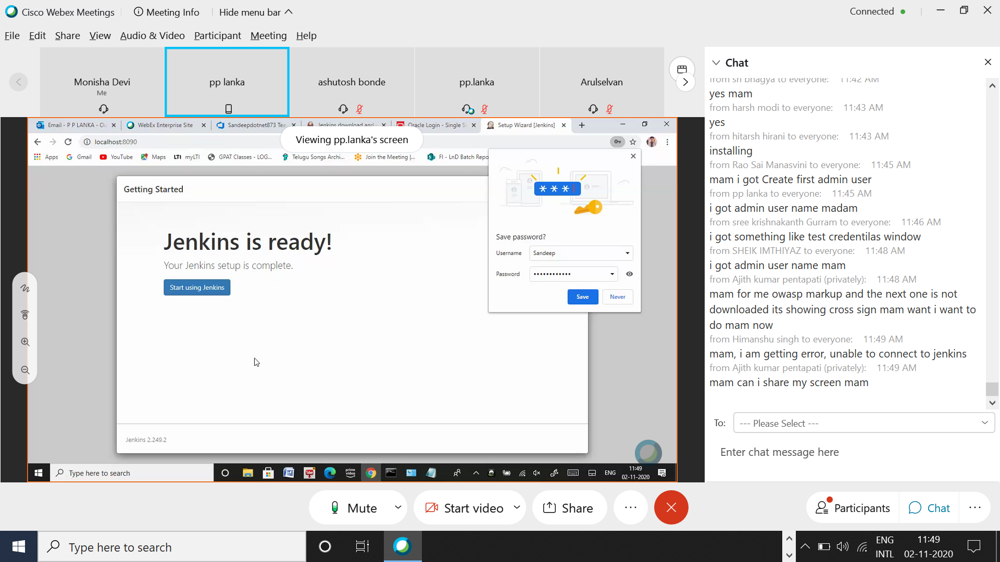 Cisco Webex Meetings
Meeting Info
Hide menu bar
Connected
File Edit Share View Audio & Video Participant Meeting Help
Monisha Devi
Me
pp lanka
ashutosh bonde
pp.lanka
Arulselvan
Email - P P LANKA - Ou
WebEx Enterprise Site
Sandeepdotnet873 Tea
Jenkins download and
Oracle Login - Single Si
Setup Wizard [Jenkins]
Viewing pp.lanka's screen
localhost:8090
Apps
Gmail
YouTube
Maps
LTI myLTI
GPAT Classes - LOG...
Telugu Songs Archi...
Join the Meeting |...
FI - LnD Batch Repo
Getting Started
Jenkins is ready!
Your Jenkins setup is complete.
Start using Jenkins
Jenkins 2.249.2
***
Save password?
Username Sandeep
Password ••••••••••••
Save Never
Type here to search
prime video
ENG
11:49
02-11-2020
Chat
from sri bhagya to everyone: 11:42 AM
yes mam
from harsh modi to everyone: 11:43 AM
yes
from hitarsh hirani to everyone: 11:43 AM
installing
from Rao Sai Manasvini to everyone: 11:45 AM
mam i got Create first admin user
from pp lanka to everyone: 11:45 AM
i got admin user name madam
from sree krishnakanth Gurram to everyone: 11:46 AM
i got something like test credentilas window
from SHEIK IMTHIYAZ to everyone: 11:48 AM
i got admin user name mam
from Ajith kumar pentapati (privately): 11:48 AM
mam for me owasp markup and the next one is not
downloaded its showing cross sign mam want i want to
do mam now
from Himanshu singh to everyone: 11:49 AM
mam, i am getting error, unable to connect to jenkins
from Ajith kumar pentapati (privately): 11:49 AM
mam can i share my screen mam
To: --- Please Select ---
Enter chat message here
Mute
Start video
Share
Participants
Chat
Type here to search
ENG
INTL
11:49
02-11-2020